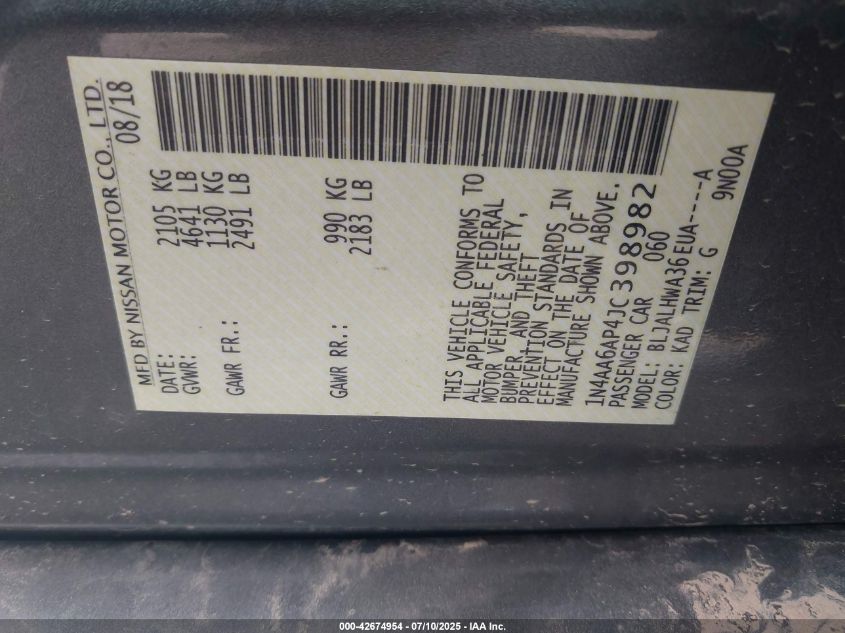 MFD BY NISSAN MOTOR CO., LTD.
DATE: 08/18
GVWR: 2105 KG
4641 LB
GAWR FR.: 1130 KG
2491 LB
GAWR RR.: 990 KG
2183 LB
THIS VEHICLE CONFORMS TO
ALL APPLICABLE FEDERAL
MOTOR VEHICLE SAFETY,
BUMPER, AND THEFT
PREVENTION STANDARDS IN
EFFECT ON THE DATE OF
MANUFACTURE SHOWN ABOVE.
1N4AA6AP4JC398982
PASSENGER CAR 060
MODEL: BLJALHWA36EUA-----A
COLOR: KAD TRIM: G 9N00A
000-42674954 - 07/10/2025 - IAA Inc.